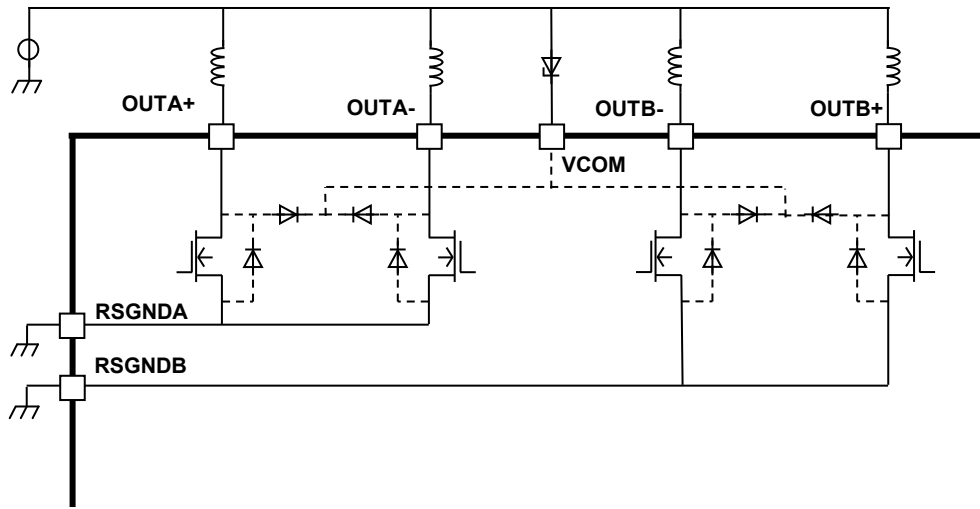 OUTA+
OUTA-
OUTB-
OUTB+
VCOM
RSGNDA
RSGNDB